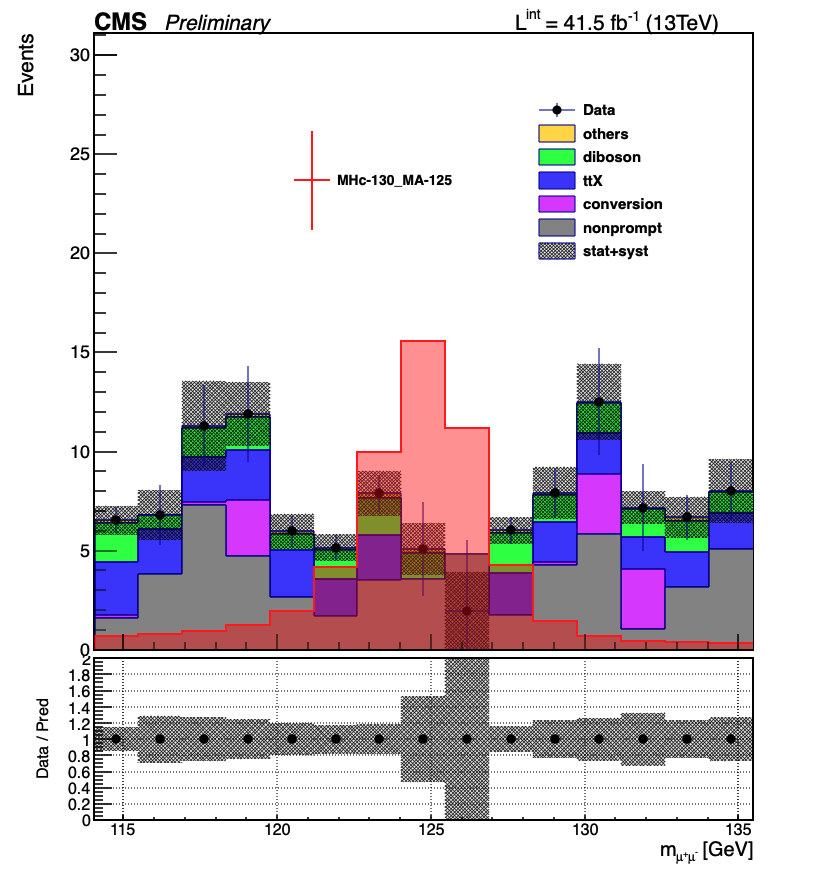 CMS Preliminary L^int = 41.5 fb^-1 (13TeV)
Events
30
25
20
15
10
5
0
Data
others
diboson
ttX
conversion
nonprompt
stat+syst
MHc-130_MA-125
Data / Pred
2
1.8
1.6
1.4
1.2
1
0.8
0.6
0.4
0.2
0
115 120 125 130 135
m_μ⁺μ⁻ [GeV]